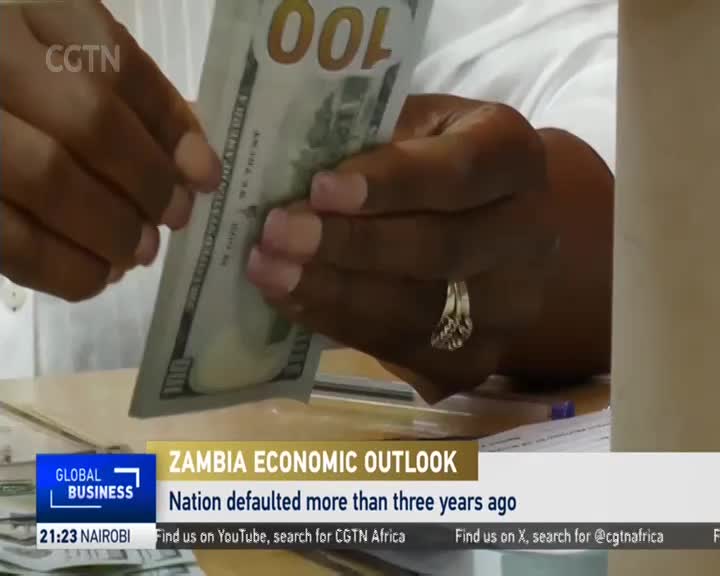 CGTN
100
ZAMBIA ECONOMIC OUTLOOK
GLOBAL
BUSINESS
Nation defaulted more than three years ago
21:23 NAIROBI
Find us on YouTube, search for CGTN Africa
Find us on X, search for @cgtnafrica
F